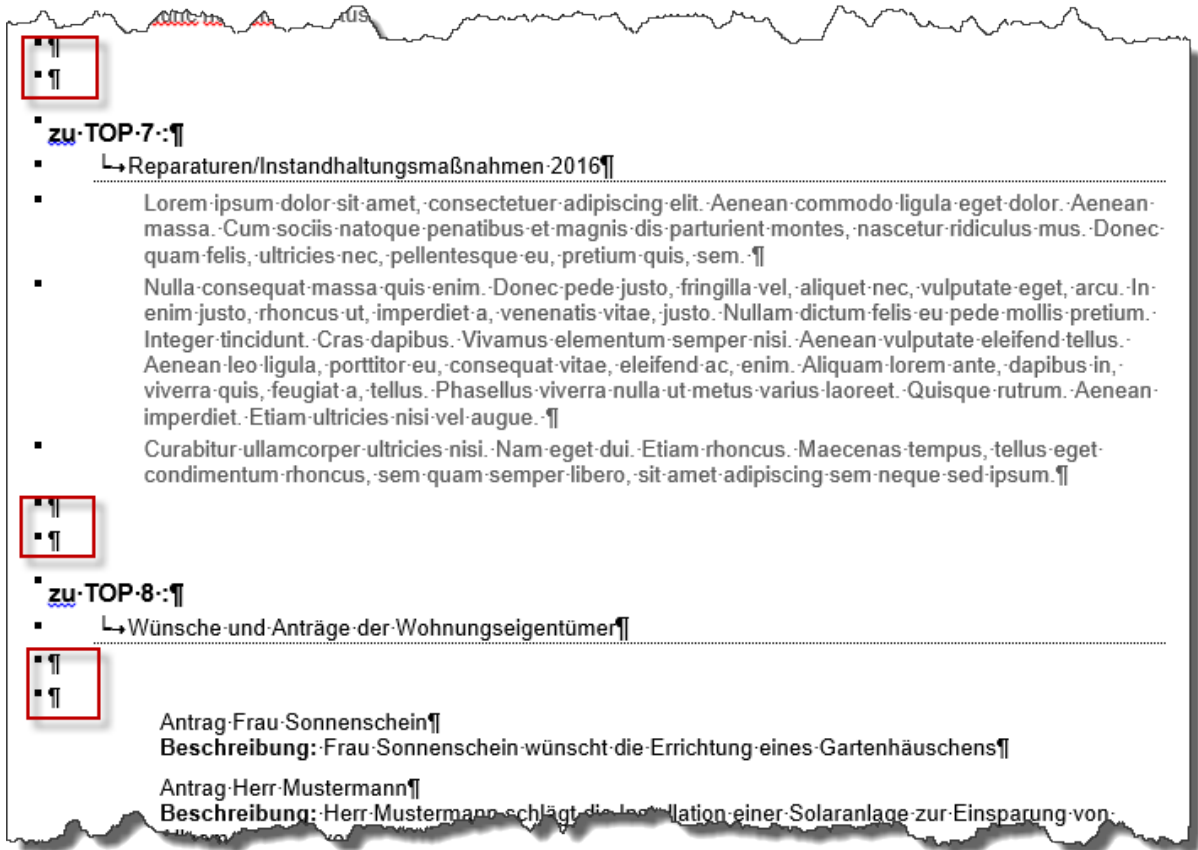 ¶
¶
zu·TOP·7·:¶
Reparaturen/Instandhaltungsmaßnahmen·2016¶
Lorem·ipsum·dolor·sit·amet,·consectetuer·adipiscing·elit.·Aenean·commodo·ligula·eget·dolor.·Aenean·
massa.·Cum·sociis·natoque·penatibus·et·magnis·dis·parturient·montes,·nascetur·ridiculus·mus.·Donec·
quam·felis,·ultricies·nec,·pellentesque·eu,·pretium·quis,·sem.·¶
Nulla·consequat·massa·quis·enim.·Donec·pede·justo,·fringilla·vel,·aliquet·nec,·vulputate·eget,·arcu.·In·
enim·justo,·rhoncus·ut,·imperdiet·a,·venenatis·vitae,·justo.·Nullam·dictum·felis·eu·pede·mollis·pretium.·
Integer·tincidunt.·Cras·dapibus.·Vivamus·elementum·semper·nisi.·Aenean·vulputate·eleifend·tellus.·
Aenean·leo·ligula,·porttitor·eu,·consequat·vitae,·eleifend·ac,·enim.·Aliquam·lorem·ante,·dapibus·in,·
viverra·quis,·feugiat·a,·tellus.·Phasellus·viverra·nulla·ut·metus·varius·laoreet.·Quisque·rutrum.·Aenean·
imperdiet.·Etiam·ultricies·nisi·vel·augue.·¶
Curabitur·ullamcorper·ultricies·nisi.·Nam·eget·dui.·Etiam·rhoncus.·Maecenas·tempus,·tellus·eget·
condimentum·rhoncus,·sem·quam·semper·libero,·sit·amet·adipiscing·sem·neque·sed·ipsum.¶
¶
¶
zu·TOP·8·:¶
Wünsche·und·Anträge·der·Wohnungseigentümer¶
¶
¶
Antrag·Frau·Sonnenschein¶
Beschreibung:·Frau·Sonnenschein·wünscht·die·Errichtung·eines·Gartenhäuschens¶
Antrag·Herr·Mustermann¶
Beschreibung:·Herr·Mustermann·schlägt·die·Installation·einer·Solaranlage·zur·Einsparung·von·